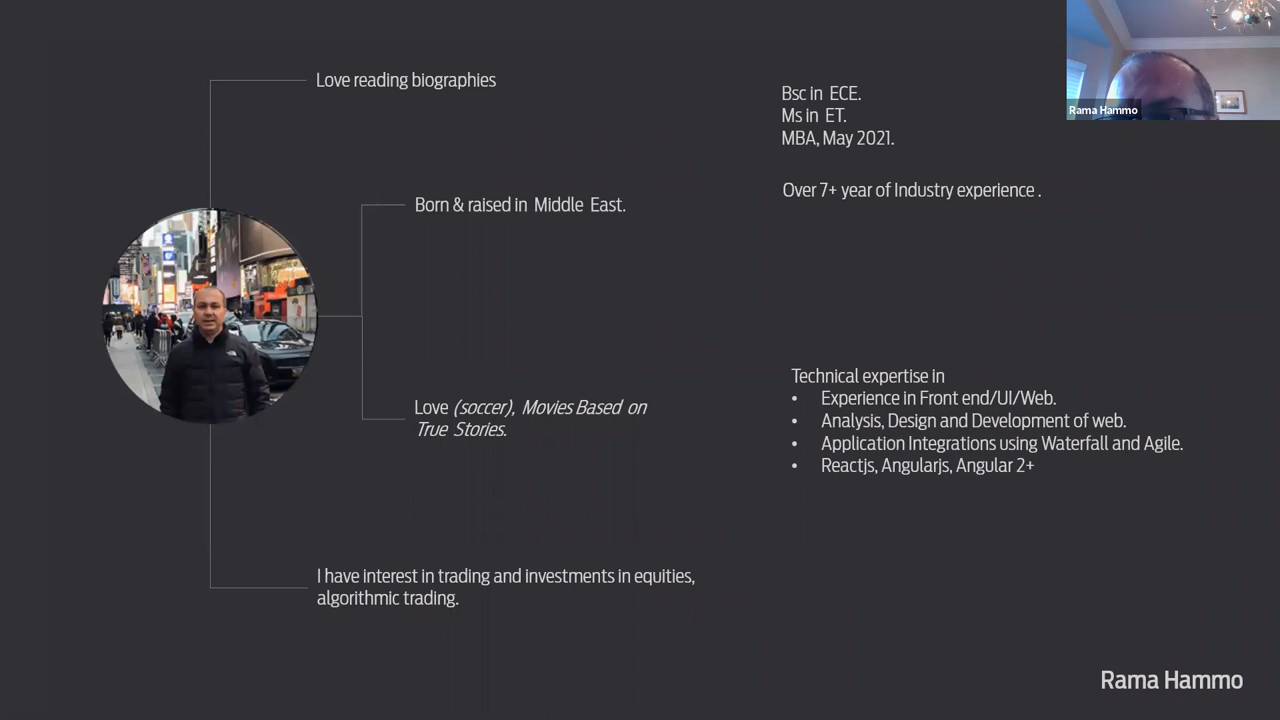 Love reading biographies
Born & raised in Middle East.
Love (soccer), Movies Based on
True Stories.
I have interest in trading and investments in equities,
algorithmic trading.
Bsc in ECE.
Ms in ET.
MBA, May 2021.
Over 7+ year of Industry experience .
Technical expertise in
• Experience in Front end/UI/Web.
• Analysis, Design and Development of web.
• Application Integrations using Waterfall and Agile.
• Reactjs, Angularjs, Angular 2+
Rama Hammo
Rama Hammo